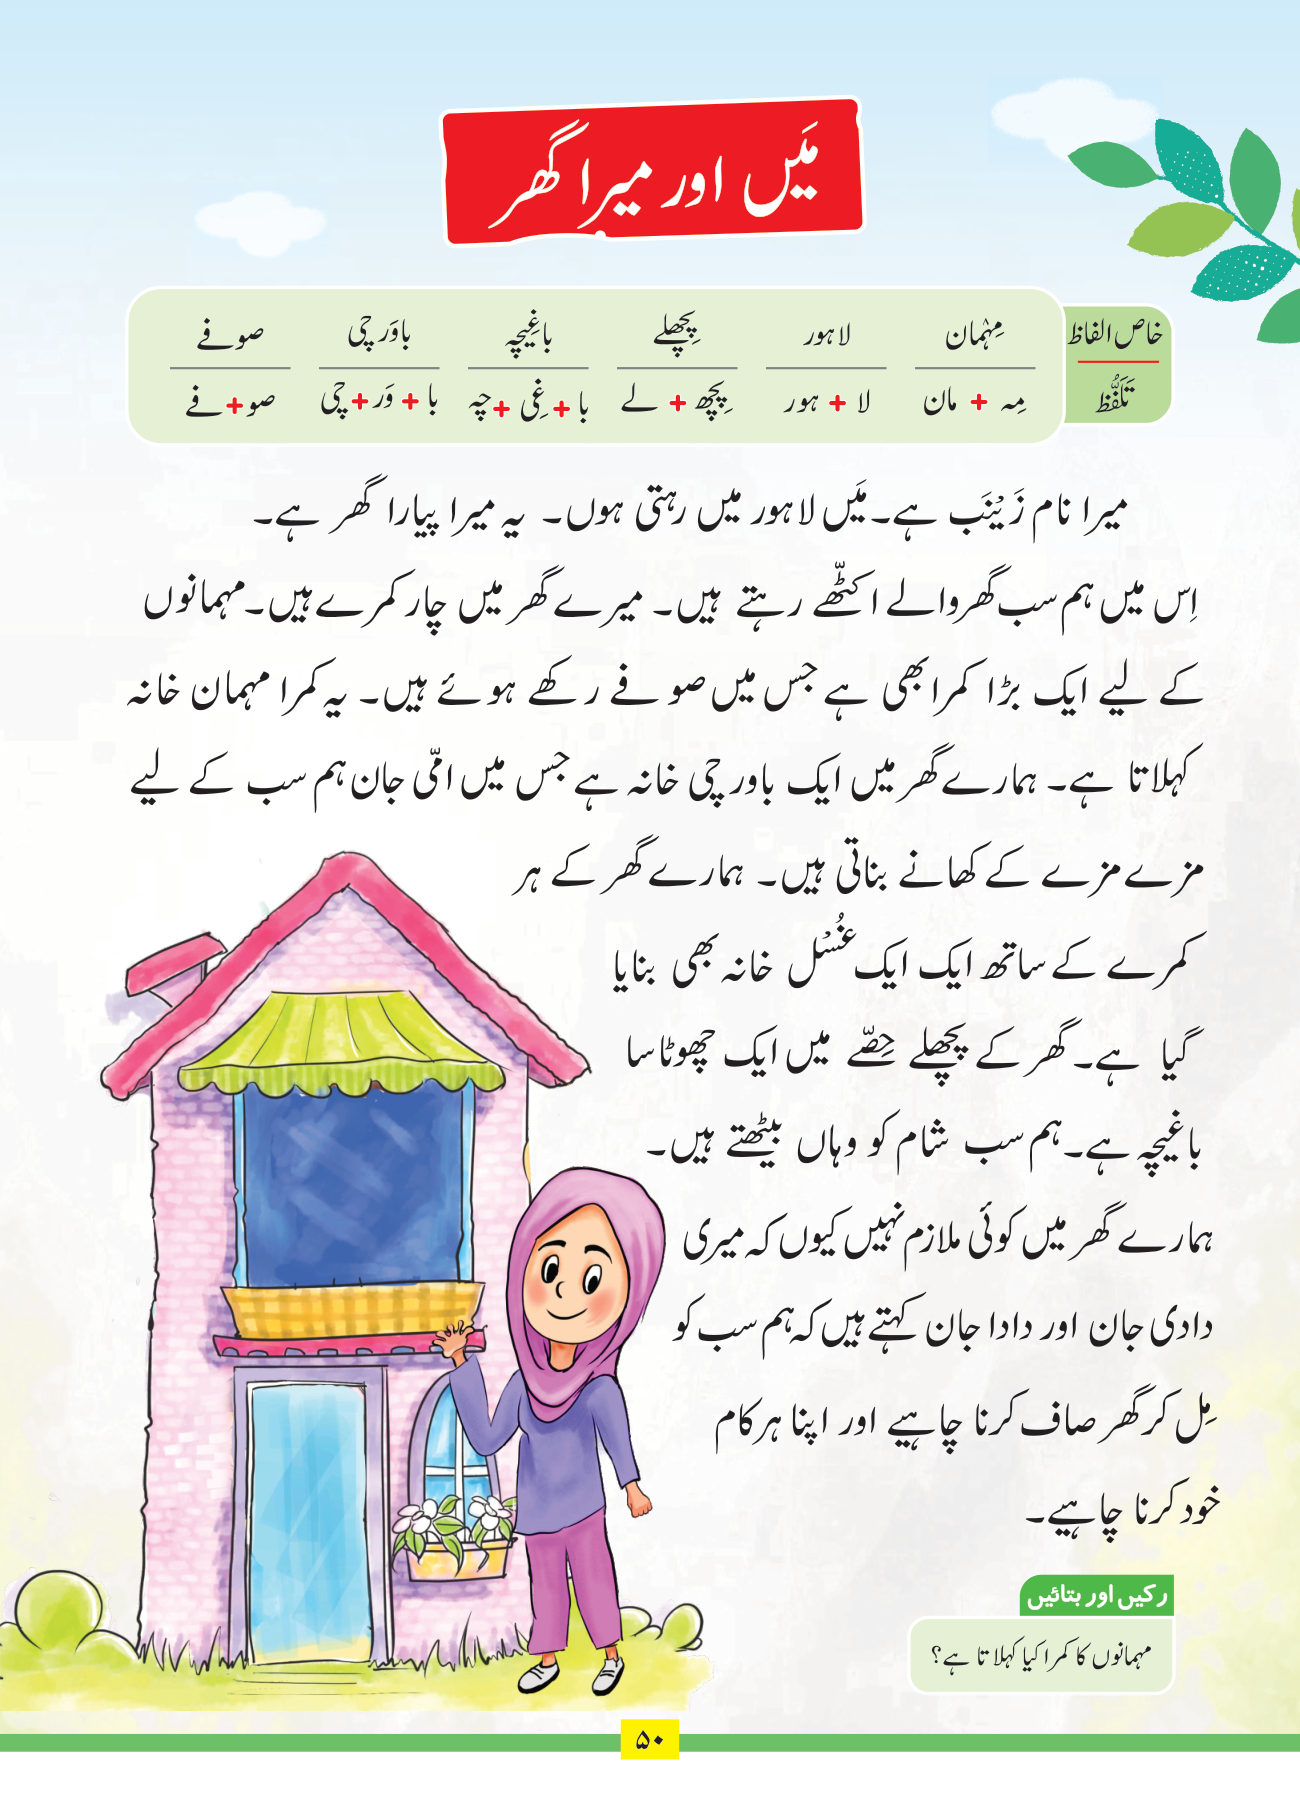 مَیں اور میرا گھر
خاص الفاظ
مِہْمان
لاہور
پِچھلے
باغِیچہ
باوَرچی
صوفے
تَلَفُّظ
مِہ + مان
لا + ہور
پِچھ + لے
با + غِی + چہ
با + وَر + چی
صو + فے
میرا نام زَیْنَب ہے۔ مَیں لاہور میں رہتی ہوں۔ یہ میرا پیارا گھر ہے۔
اِس میں ہم سب گھر والے اکٹّھے رہتے ہیں۔ میرے گھر میں چار کمرے ہیں۔ مہمانوں
کے لیے ایک بڑا کمرا بھی ہے جس میں صوفے رکھے ہوئے ہیں۔ یہ کمرا مہمان خانہ
کہلاتا ہے۔ ہمارے گھر میں ایک باورچی خانہ ہے جس میں امّی جان ہم سب کے لیے
مزے مزے کے کھانے بناتی ہیں۔ ہمارے گھر کے ہر
کمرے کے ساتھ ایک ایک غُسْل خانہ بھی بنایا
گیا ہے۔ گھر کے پچھلے حِصّے میں ایک چھوٹا سا
باغیچہ ہے۔ ہم سب شام کو وہاں بیٹھتے ہیں۔
ہمارے گھر میں کوئی ملازم نہیں کیوں کہ میری
دادی جان اور دادا جان کہتے ہیں کہ ہم سب کو
مِل کر گھر صاف کرنا چاہیے اور اپنا ہر کام
خود کرنا چاہیے۔
رکیں اور بتائیں
مہمانوں کا کمرا کیا کہلاتا ہے؟
۵۰